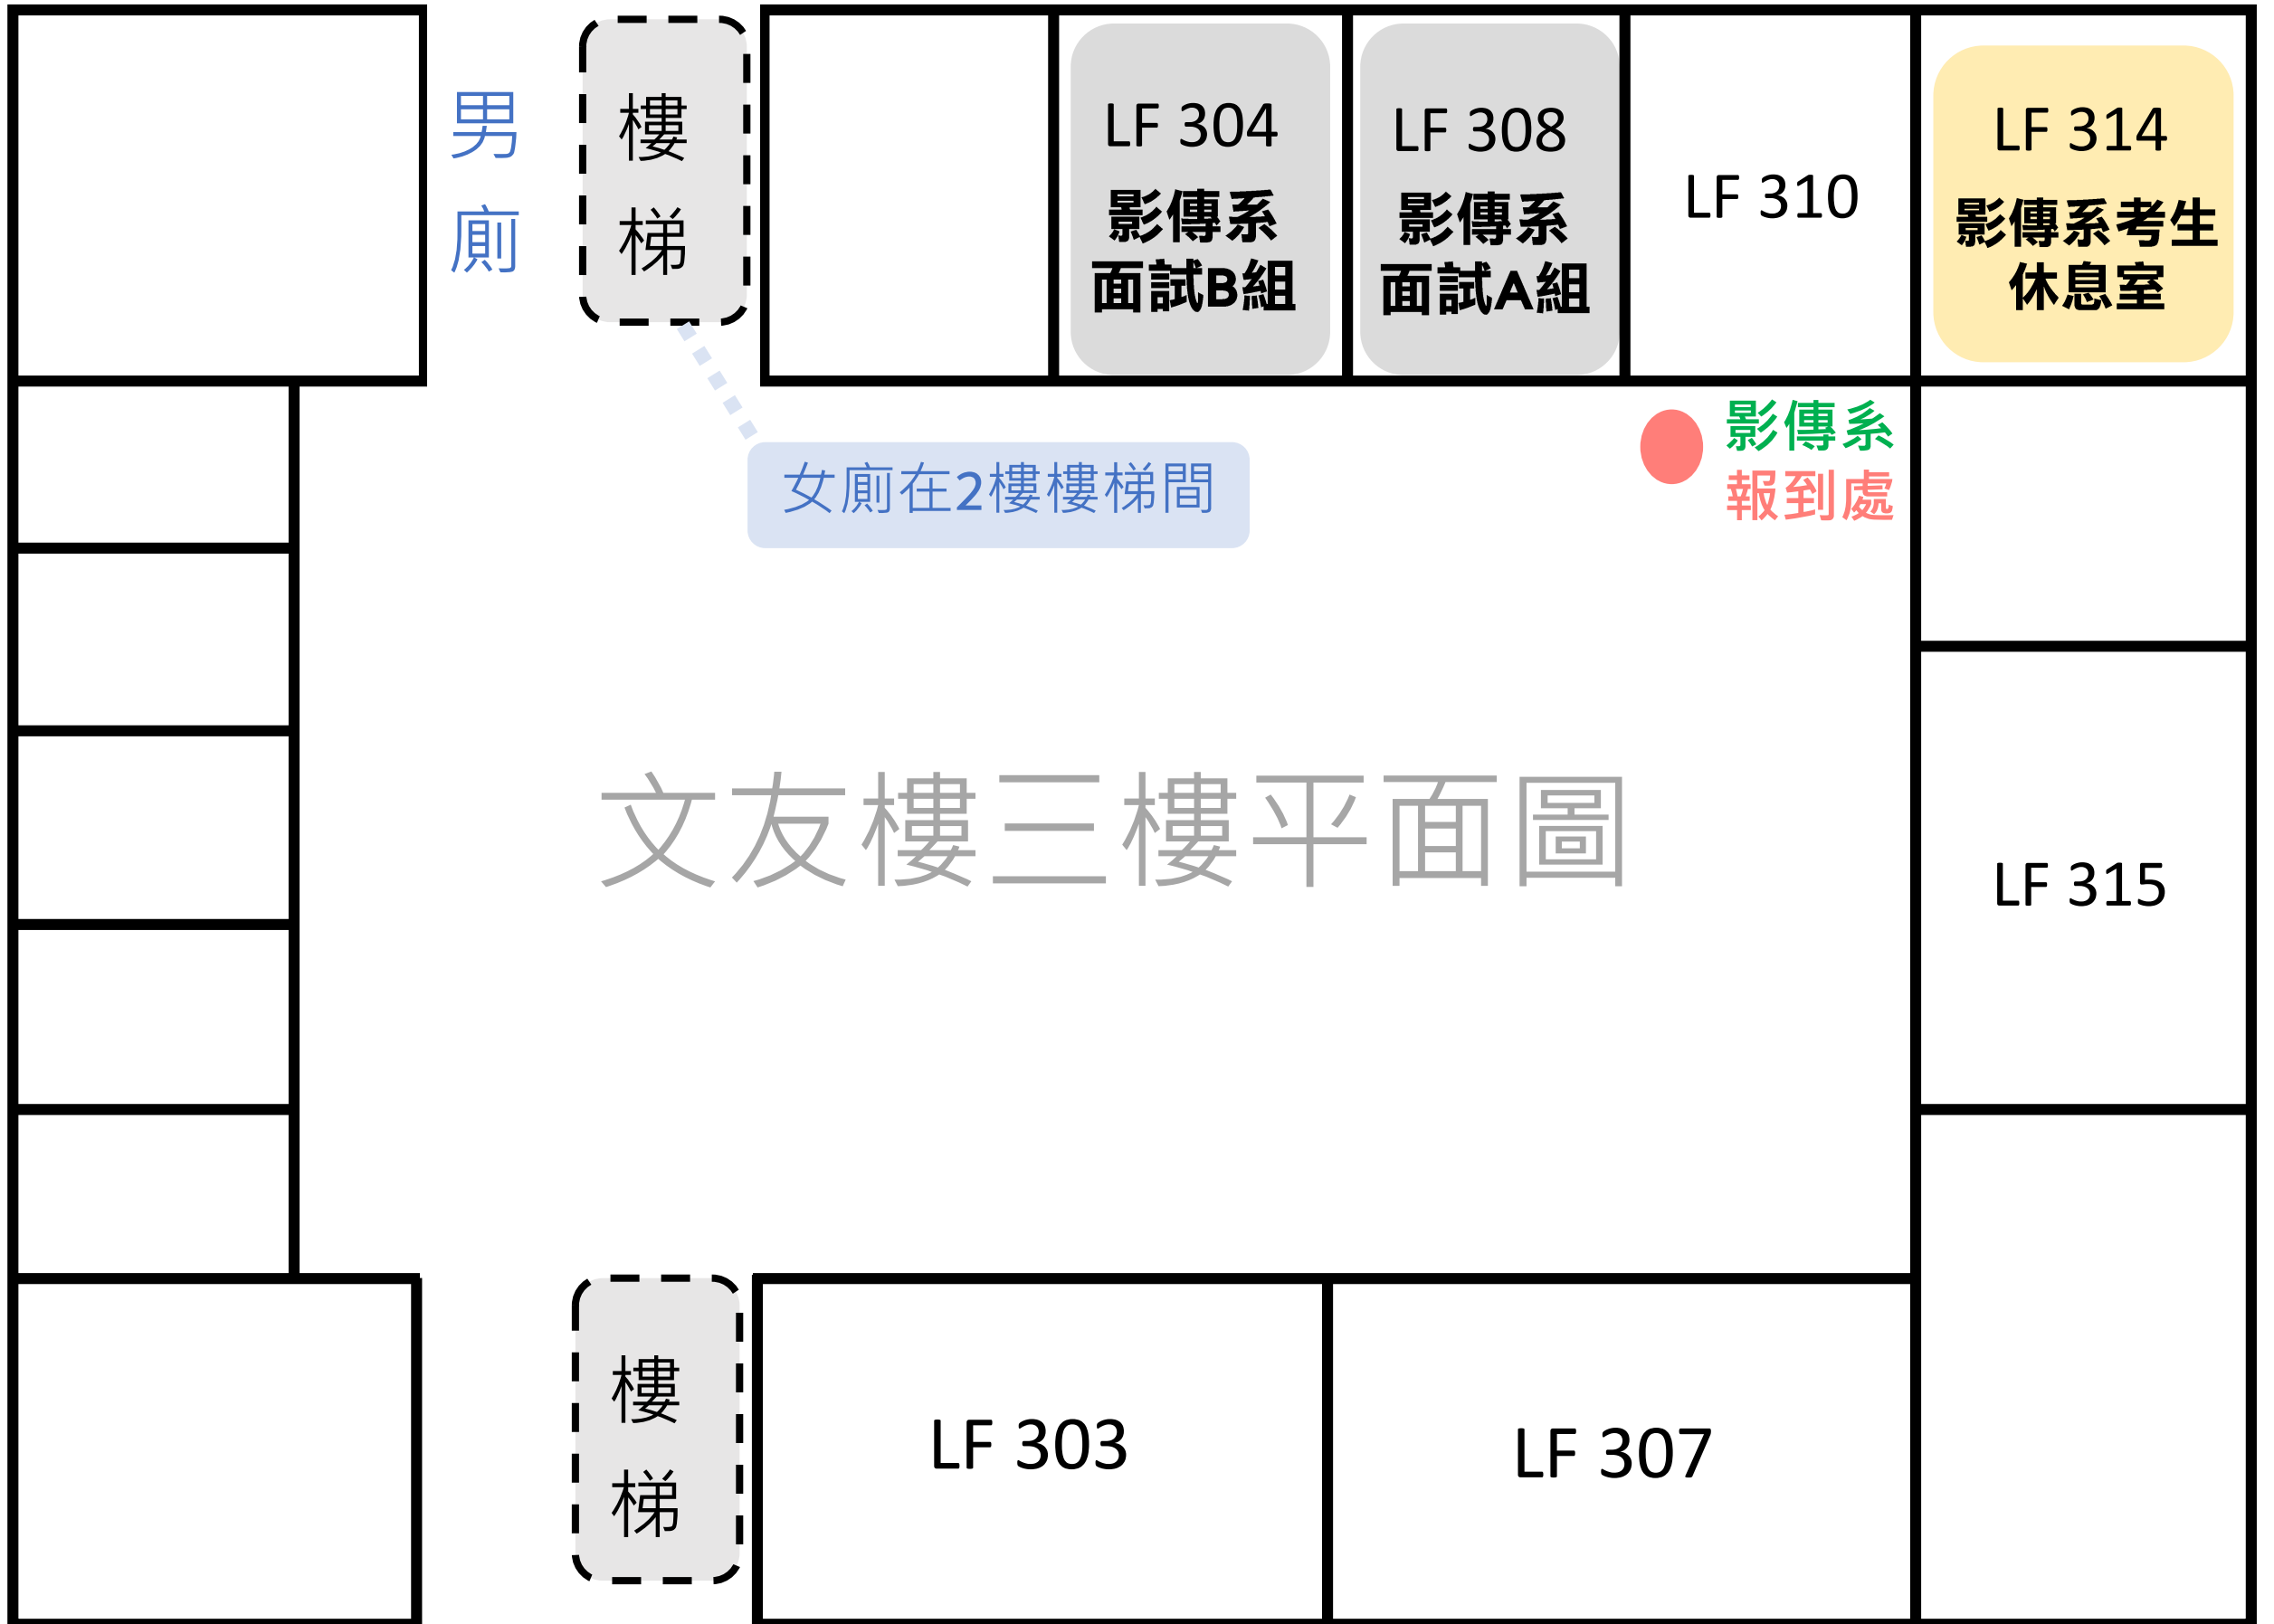 男
廁
樓
梯
LF 304
影傳系
面試B組
LF 308
影傳系
面試A組
LF 310
LF 314
影傳系考生
休息室
女廁在2樓樓梯間
影傳系
報到處
文友樓三樓平面圖
LF 315
樓
梯
LF 303
LF 307